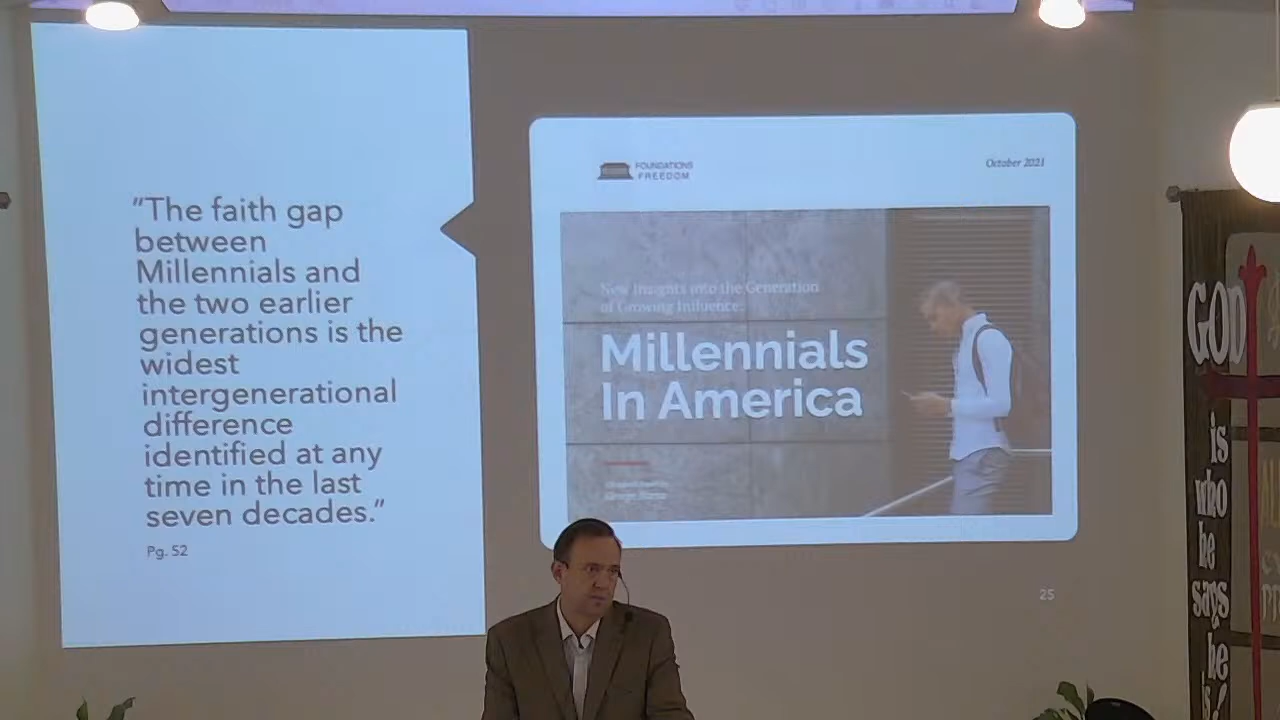 "The faith gap
between
Millennials and
the two earlier
generations is the
widest
intergenerational
difference
identified at any
time in the last
seven decades."
Pg. 52
FOUNDATIONS
FREEDOM
October 2021
New Insights into the Generation
of Growing Influence:
Millennials
In America
George Barna
25
GOD
is
who
he
says
he